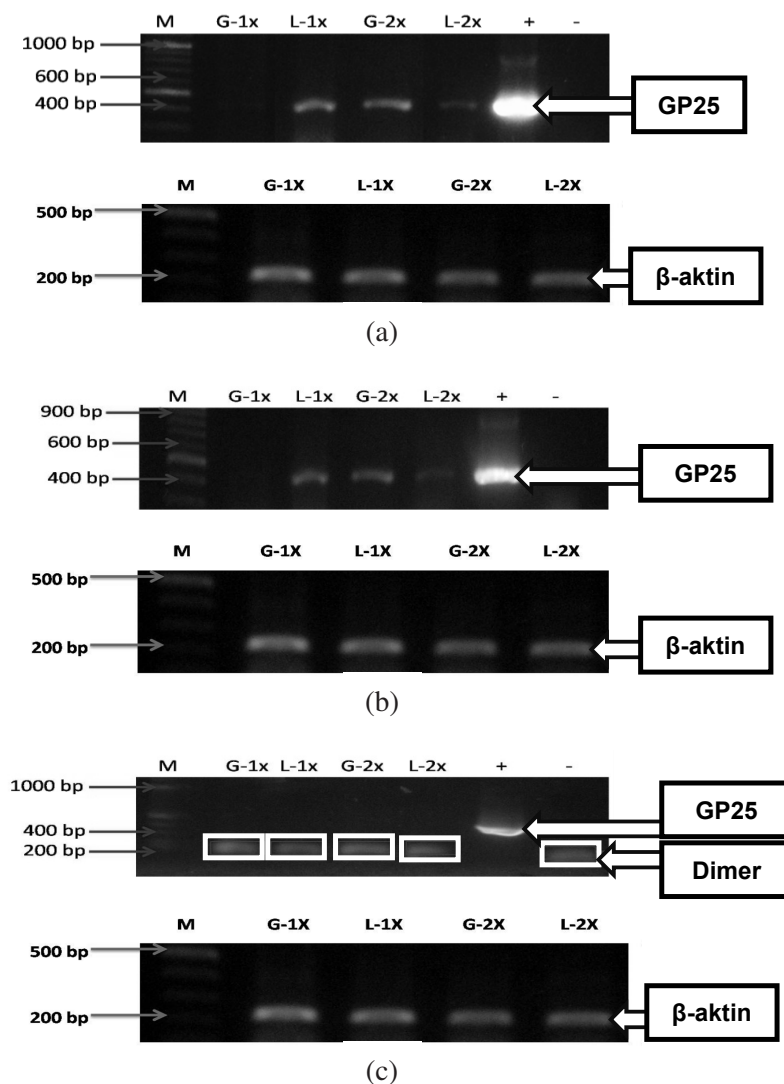 M G-1x L-1x G-2x L-2x + -
1000 bp
600 bp
400 bp
GP25
M G-1X L-1X G-2X L-2X
500 bp
200 bp
β-aktin
(a)
M G-1x L-1x G-2x L-2x + -
900 bp
600 bp
400 bp
GP25
M G-1X L-1X G-2X L-2X
500 bp
200 bp
β-aktin
(b)
M G-1x L-1x G-2x L-2x + -
1000 bp
400 bp
200 bp
GP25
Dimer
M G-1X L-1X G-2X L-2X
500 bp
200 bp
β-aktin
(c)